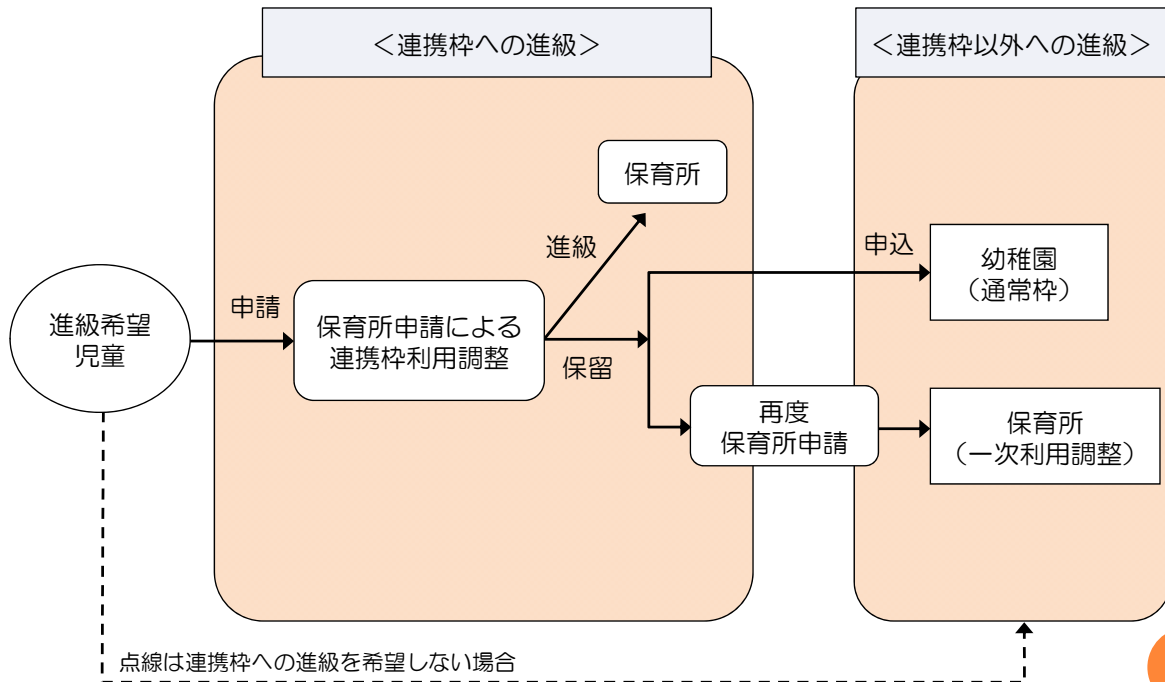 ＜連携枠への進級＞
＜連携枠以外への進級＞
保育所
進級
申込
幼稚園
（通常枠）
進級希望
児童
申請
保育所申請による
連携枠利用調整
保留
再度
保育所申請
保育所
（一次利用調整）
点線は連携枠への進級を希望しない場合